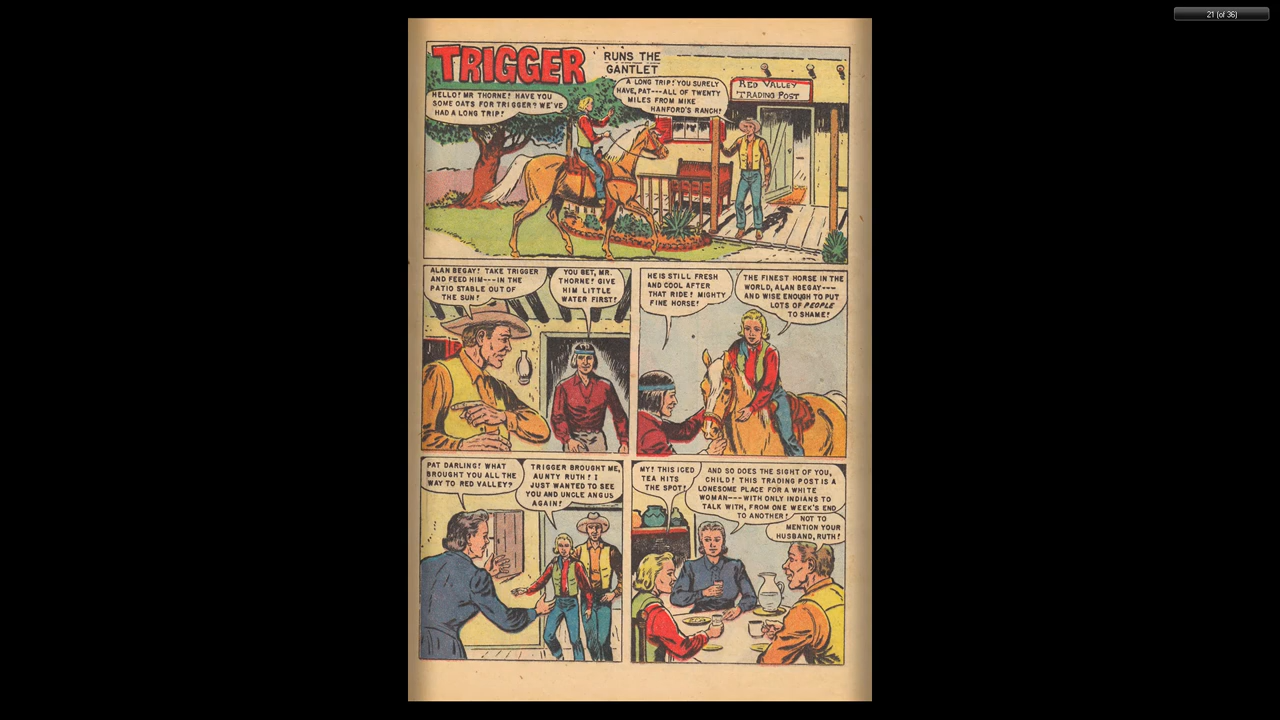 21 (of 36)
TRIGGER
RUNS THE
GANTLET
HELLO! MR THORNE! HAVE YOU
SOME OATS FOR TRIGGER? WE'VE
HAD A LONG TRIP!
A LONG TRIP! YOU SURELY
HAVE, PAT---ALL OF TWENTY
MILES FROM MIKE
HANFORD'S RANCH!
RED VALLEY
TRADING POST
ALAN BEGAY! TAKE TRIGGER
AND FEED HIM---IN THE
PATIO STABLE OUT OF
THE SUN!
YOU BET, MR.
THORNE! GIVE
HIM LITTLE
WATER FIRST!
HE IS STILL FRESH
AND COOL AFTER
THAT RIDE! MIGHTY
FINE HORSE!
THE FINEST HORSE IN THE
WORLD, ALAN BEGAY---
AND WISE ENOUGH TO PUT
LOTS OF PEOPLE
TO SHAME!
PAT DARLING! WHAT
BROUGHT YOU ALL THE
WAY TO RED VALLEY?
TRIGGER BROUGHT ME,
AUNTY RUTH! I
JUST WANTED TO SEE
YOU AND UNCLE ANGUS
AGAIN!
MY! THIS ICED
TEA HITS
THE SPOT!
AND SO DOES THE SIGHT OF YOU,
CHILD! THIS TRADING POST IS A
LONESOME PLACE FOR A WHITE
WOMAN---WITH ONLY INDIANS TO
TALK WITH, FROM ONE WEEK'S END
TO ANOTHER!
NOT TO
MENTION YOUR
HUSBAND, RUTH!